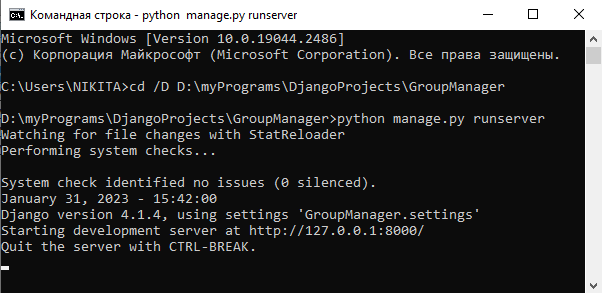 Командная строка - python  manage.py runserver
Microsoft Windows [Version 10.0.19044.2486]
(c) Корпорация Майкрософт (Microsoft Corporation). Все права защищены.
C:\Users\NIKITA>cd /D D:\myPrograms\DjangoProjects\GroupManager
D:\myPrograms\DjangoProjects\GroupManager>python manage.py runserver
Watching for file changes with StatReloader
Performing system checks...
System check identified no issues (0 silenced).
January 31, 2023 - 15:42:00
Django version 4.1.4, using settings 'GroupManager.settings'
Starting development server at http://127.0.0.1:8000/
Quit the server with CTRL-BREAK.